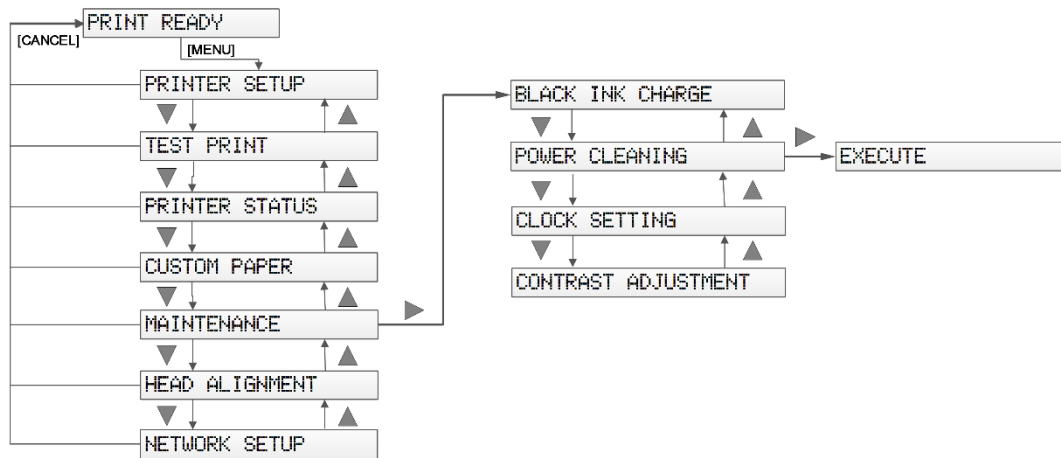 PRINT READY
[CANCEL]
[MENU]
PRINTER SETUP
TEST PRINT
PRINTER STATUS
CUSTOM PAPER
MAINTENANCE
HEAD ALIGNMENT
NETWORK SETUP
BLACK INK CHARGE
POWER CLEANING
CLOCK SETTING
CONTRAST ADJUSTMENT
EXECUTE